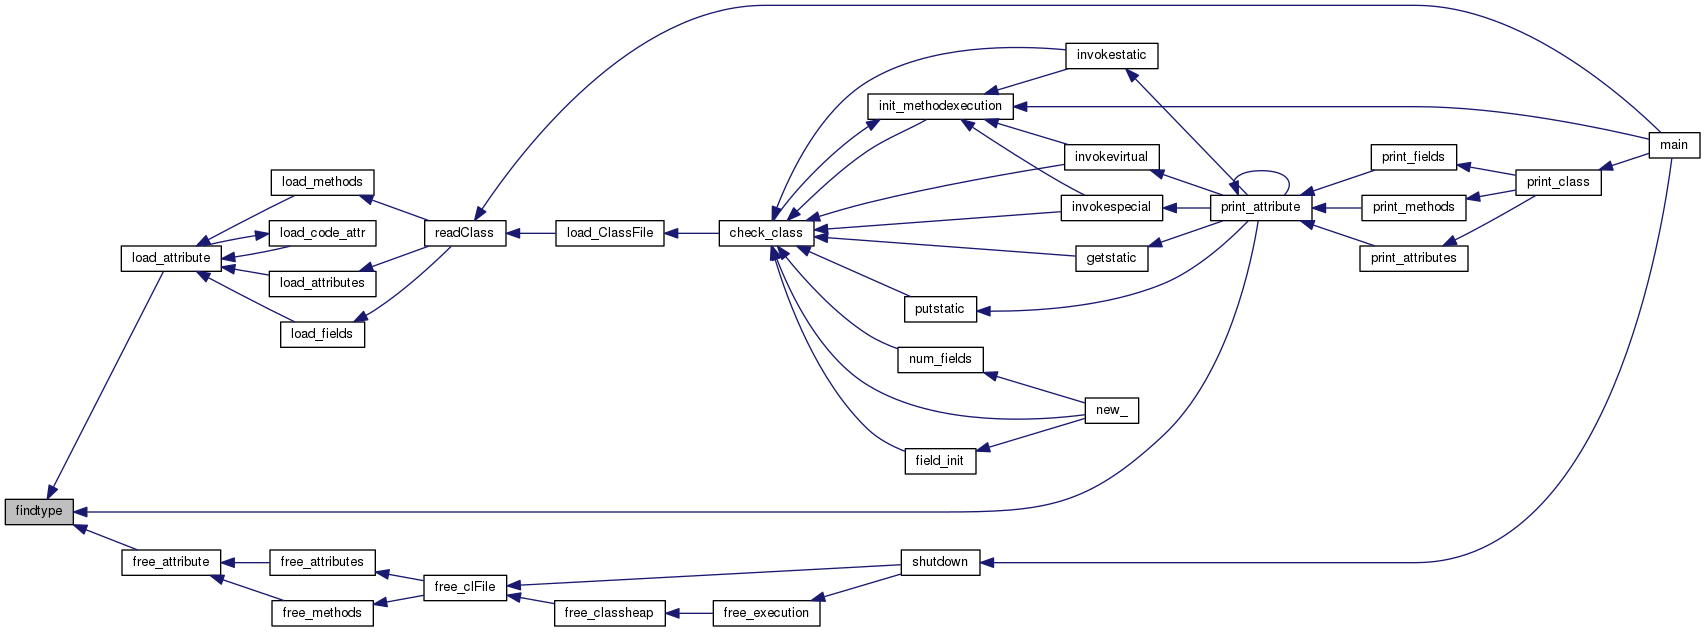 invokestatic
init_methodexecution
main
invokevirtual
print_fields
load_methods
print_class
invokespecial
print_attribute
print_methods
load_code_attr
readClass
load_ClassFile
check_class
load_attribute
getstatic
print_attributes
load_attributes
putstatic
load_fields
num_fields
new_
field_init
findtype
free_attribute
free_attributes
shutdown
free_clFile
free_methods
free_classheap
free_execution